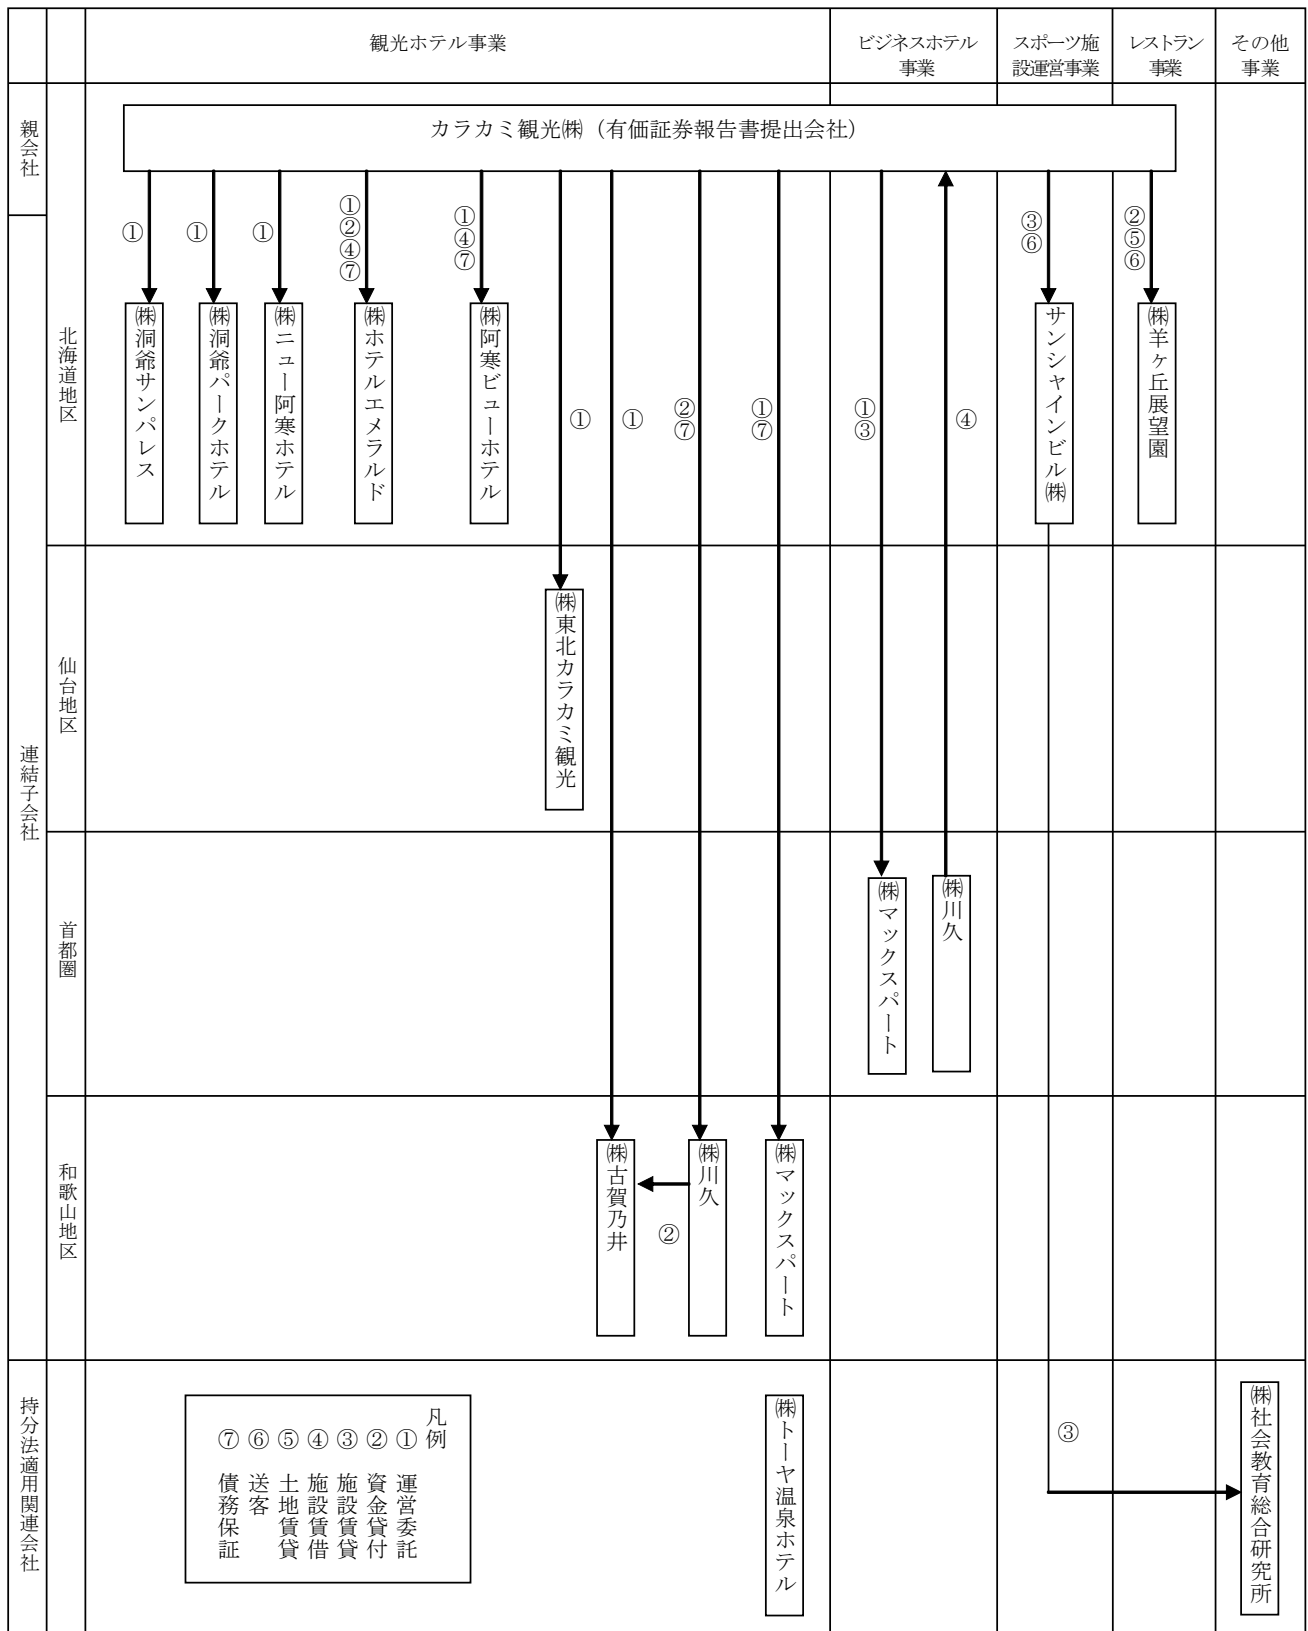 観光ホテル事業
ビジネスホテル
事業
スポーツ施
設運営事業
レストラン
事業
その他
事業
親会社
カラカミ観光㈱（有価証券報告書提出会社）
①
①
①
①②④⑦
①④⑦
①
①
②⑦
①⑦
①③
④
③⑥
②⑤⑥
連結子会社
北海道地区
㈱洞爺サンパレス
㈱洞爺パークホテル
㈱ニュー阿寒ホテル
㈱ホテルエメラルド
㈱阿寒ビューホテル
サンシャインビル㈱
㈱羊ヶ丘展望園
仙台地区
㈱東北カラカミ観光
首都圏
㈱マックスパート
㈱川久
和歌山地区
㈱古賀乃井
②
㈱川久
㈱マックスパート
持分法適用関連会社
凡例
① 運営委託
② 資金貸付
③ 施設賃貸
④ 施設賃借
⑤ 土地賃貸
⑥ 送客
⑦ 債務保証
㈱トーヤ温泉ホテル
③
㈱社会教育総合研究所